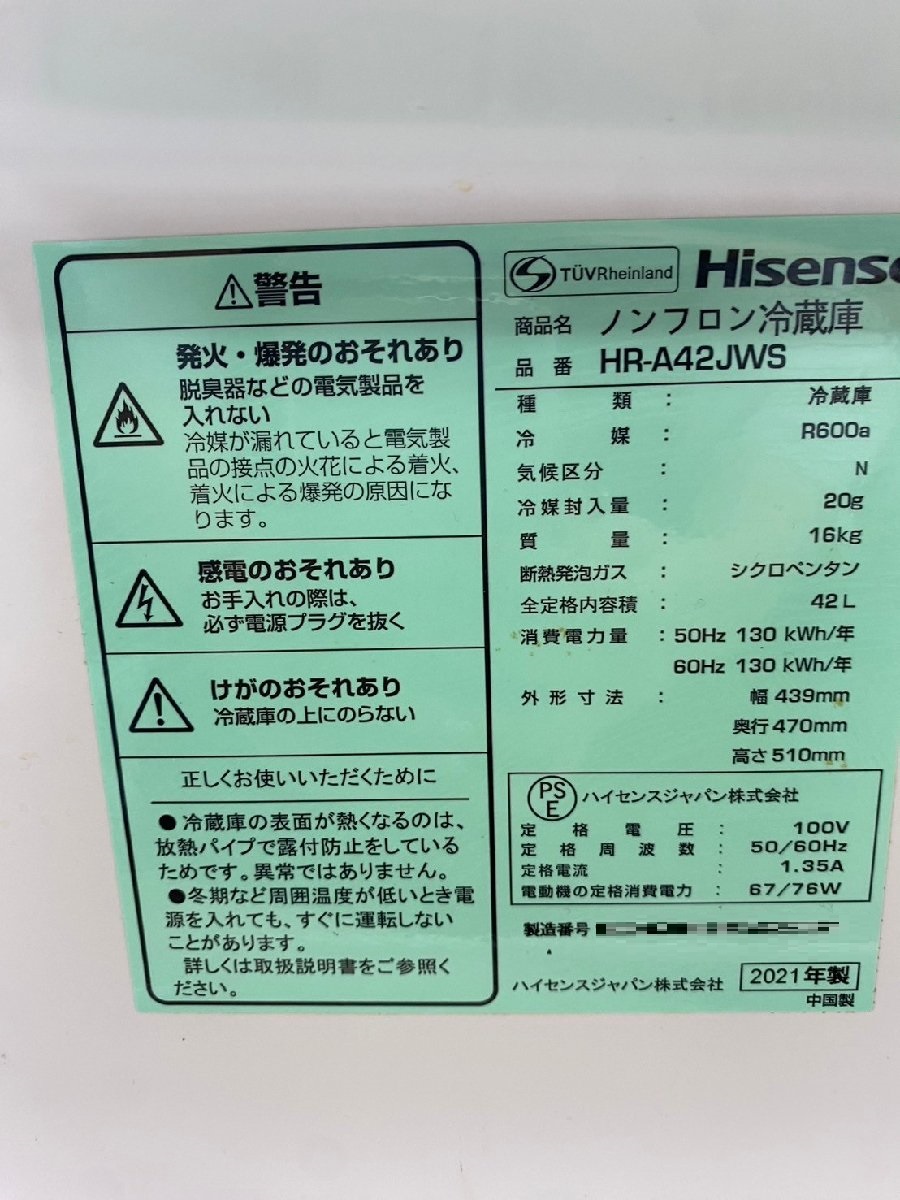 警告
発火・爆発のおそれあり
脱臭器などの電気製品を
入れない
冷媒が漏れていると電気製
品の接点の火花による着火、
着火による爆発の原因にな
ります。
感電のおそれあり
お手入れの際は、
必ず電源プラグを抜く
けがのおそれあり
冷蔵庫の上にのらない
正しくお使いいただくために
●冷蔵庫の表面が熱くなるのは、
放熱パイプで露付防止をしている
ためです。異常ではありません。
●冬期など周囲温度が低いとき電
源を入れても、すぐに運転しない
ことがあります。
詳しくは取扱説明書をご参照く
ださい。
TÜVRheinland Hisense
商品名 ノンフロン冷蔵庫
品番 HR-A42JWS
種類 : 冷蔵庫
冷媒 : R600a
気候区分 : N
冷媒封入量 : 20g
質量 : 16kg
断熱発泡ガス : シクロペンタン
全定格内容積 : 42L
消費電力量 : 50Hz 130 kWh/年
60Hz 130 kWh/年
外形寸法 : 幅 439mm
奥行 470mm
高さ 510mm
PSE ハイセンスジャパン株式会社
定格電圧 : 100V
定格周波数 : 50/60Hz
定格電流 : 1.35A
電動機の定格消費電力 : 67/76W
製造番号
ハイセンスジャパン株式会社 2021年製
中国製